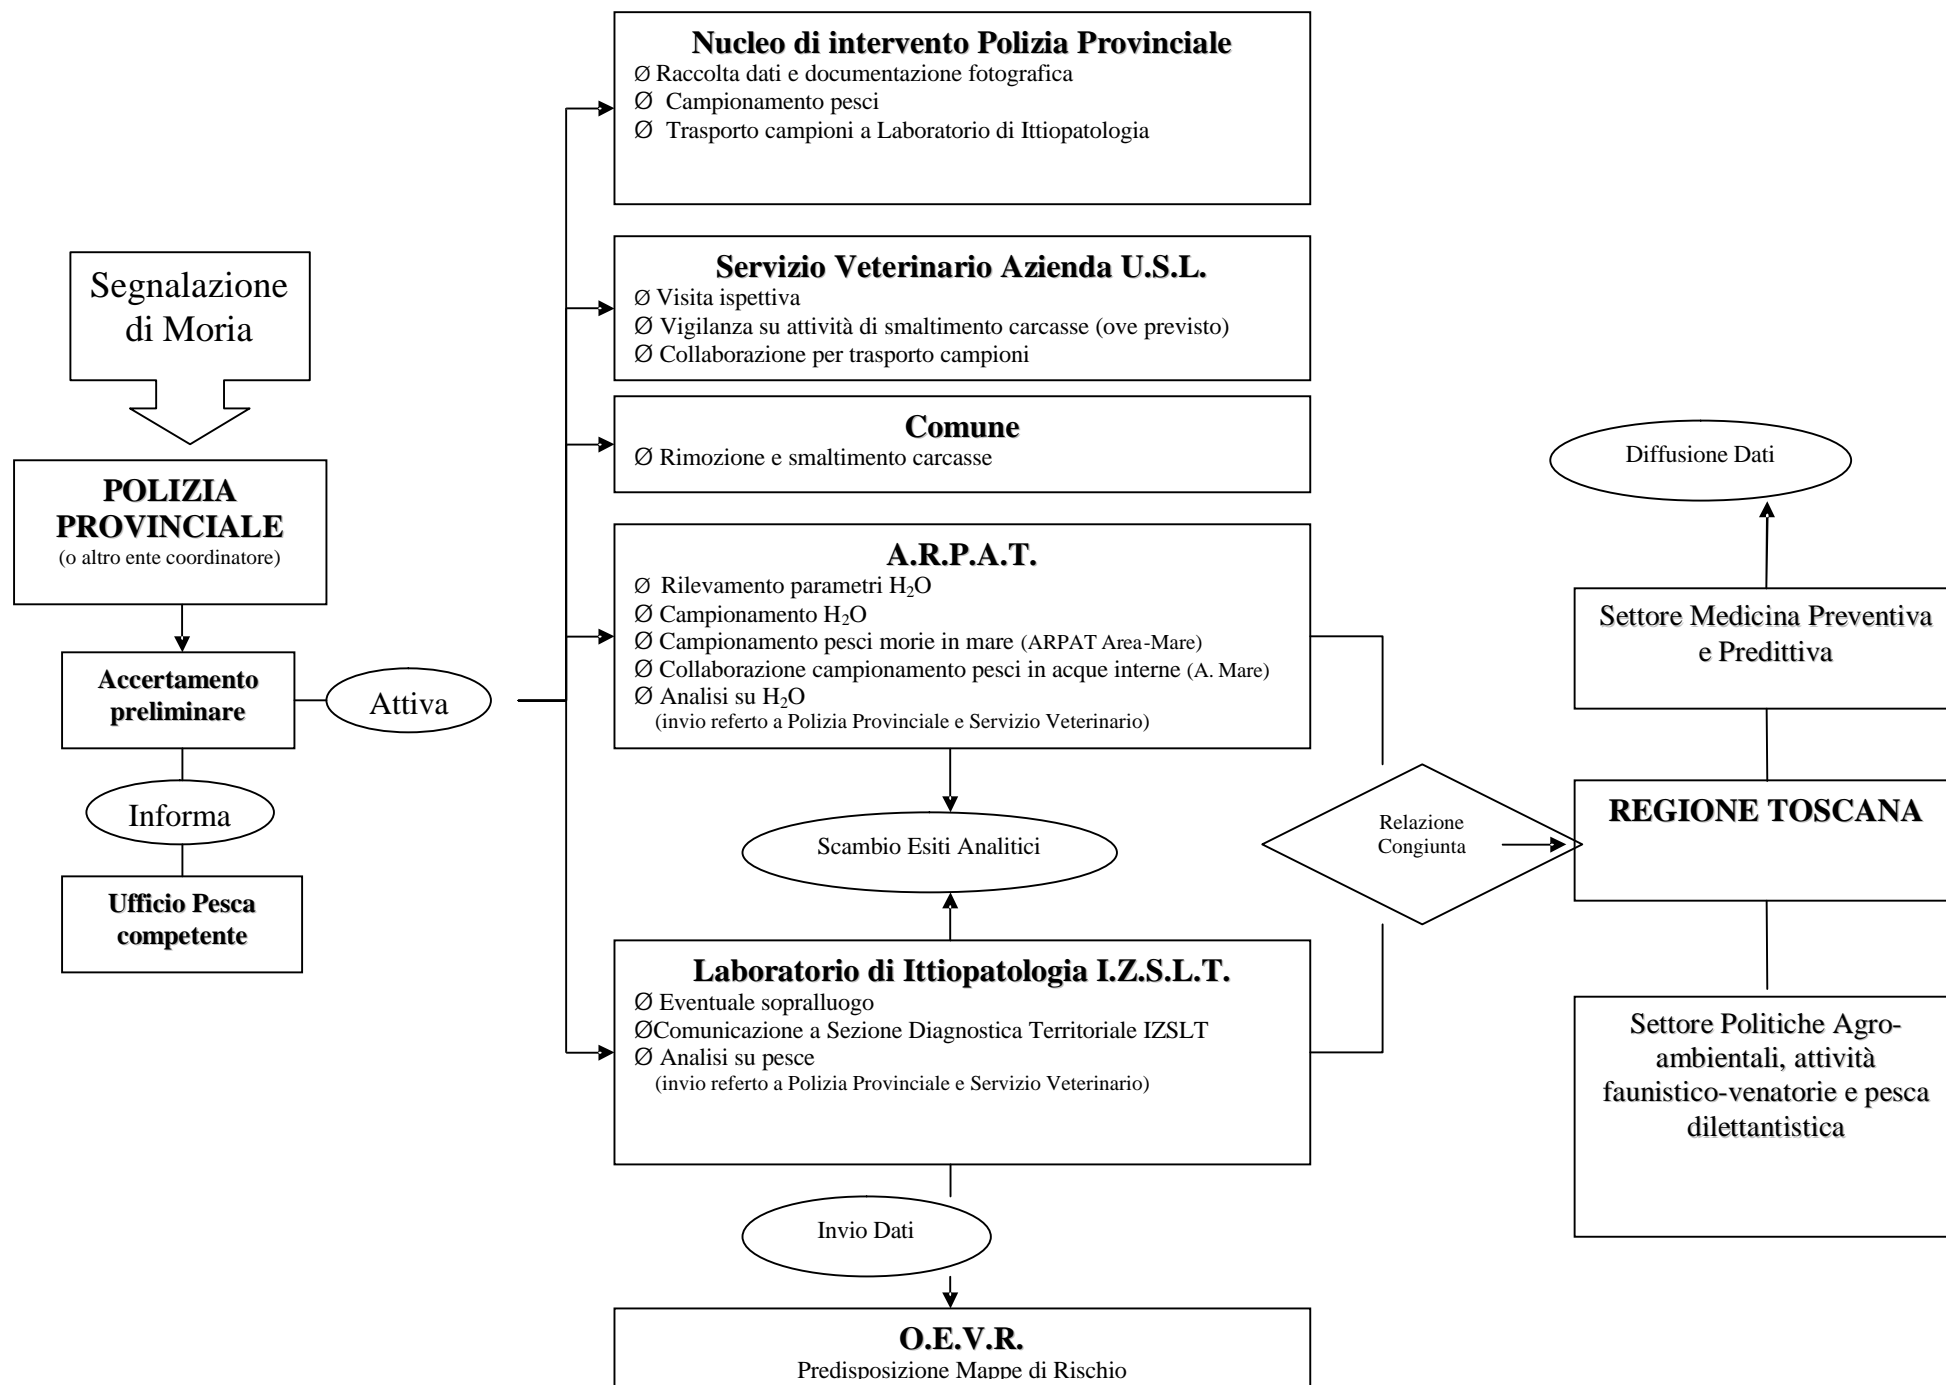 Nucleo di intervento Polizia Provinciale
Ø Raccolta dati e documentazione fotografica
Ø Campionamento pesci
Ø Trasporto campioni a Laboratorio di Ittiopatologia
Segnalazione
di Moria
Servizio Veterinario Azienda U.S.L.
Ø Visita ispettiva
Ø Vigilanza su attività di smaltimento carcasse (ove previsto)
Ø Collaborazione per trasporto campioni
Comune
Ø Rimozione e smaltimento carcasse
Diffusione Dati
POLIZIA
PROVINCIALE
(o altro ente coordinatore)
A.R.P.A.T.
Ø Rilevamento parametri H₂O
Ø Campionamento H₂O
Ø Campionamento pesci morie in mare (ARPAT Area-Mare)
Ø Collaborazione campionamento pesci in acque interne (A. Mare)
Ø Analisi su H₂O
(invio referto a Polizia Provinciale e Servizio Veterinario)
Settore Medicina Preventiva
e Predittiva
Accertamento
preliminare
Attiva
Informa
Scambio Esiti Analitici
Relazione
Congiunta
REGIONE TOSCANA
Ufficio Pesca
competente
Laboratorio di Ittiopatologia I.Z.S.L.T.
Ø Eventuale sopralluogo
ØComunicazione a Sezione Diagnostica Territoriale IZSLT
Ø Analisi su pesce
(invio referto a Polizia Provinciale e Servizio Veterinario)
Settore Politiche Agro-
ambientali, attività
faunistico-venatorie e pesca
dilettantistica
Invio Dati
O.E.V.R.
Predisposizione Mappe di Rischio